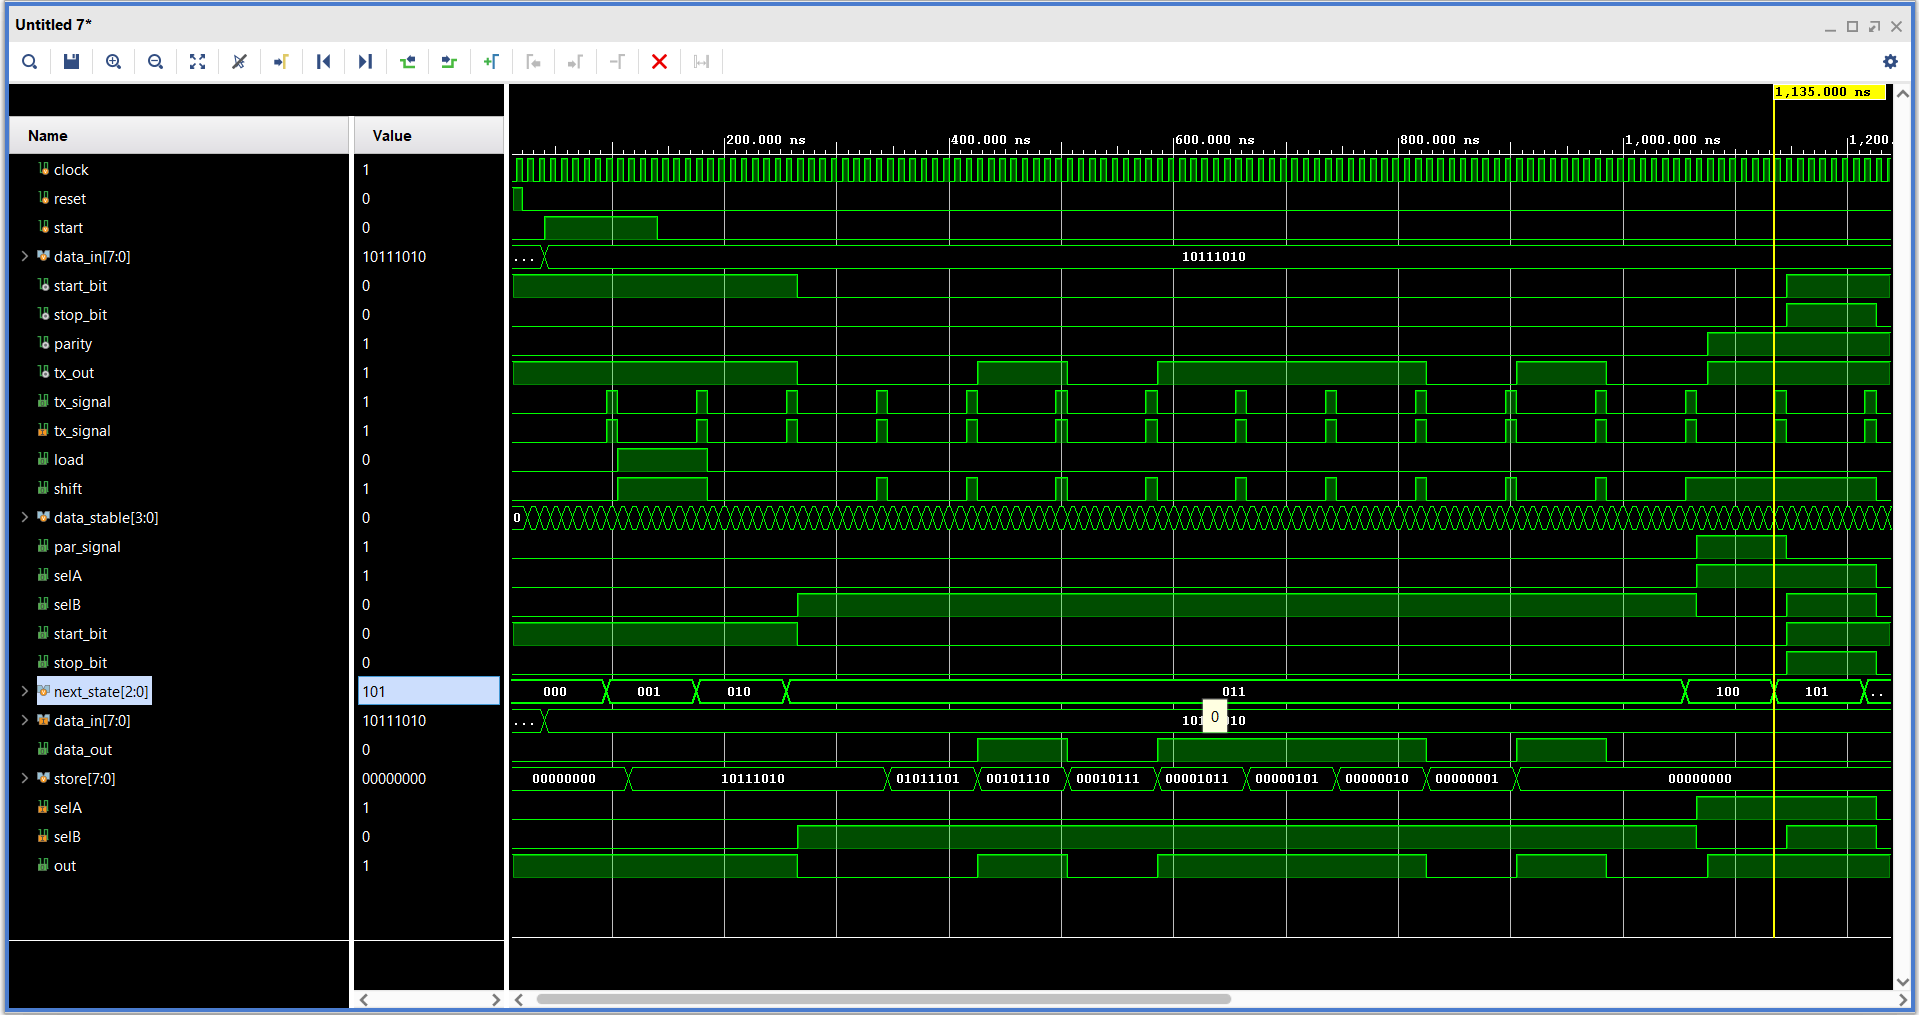 Untitled 7*
1,135.000 ns
Name Value
200.000 ns 400.000 ns 600.000 ns 800.000 ns 1,000.000 ns 1,200.
clock 1
reset 0
start 0
data_in[7:0] 10111010 ... 10111010
start_bit 0
stop_bit 0
parity 1
tx_out 1
tx_signal 1
tx_signal 1
load 0
shift 1
data_stable[3:0] 0 0
par_signal 1
selA 1
selB 0
start_bit 0
stop_bit 0
next_state[2:0] 101 000 001 010 011 100 101 ..
data_in[7:0] 10111010 ... 10 010
0
data_out 0
store[7:0] 00000000 00000000 10111010 01011101 00101110 00010111 00001011 00000101 00000010 00000001 00000000
selA 1
selB 0
out 1